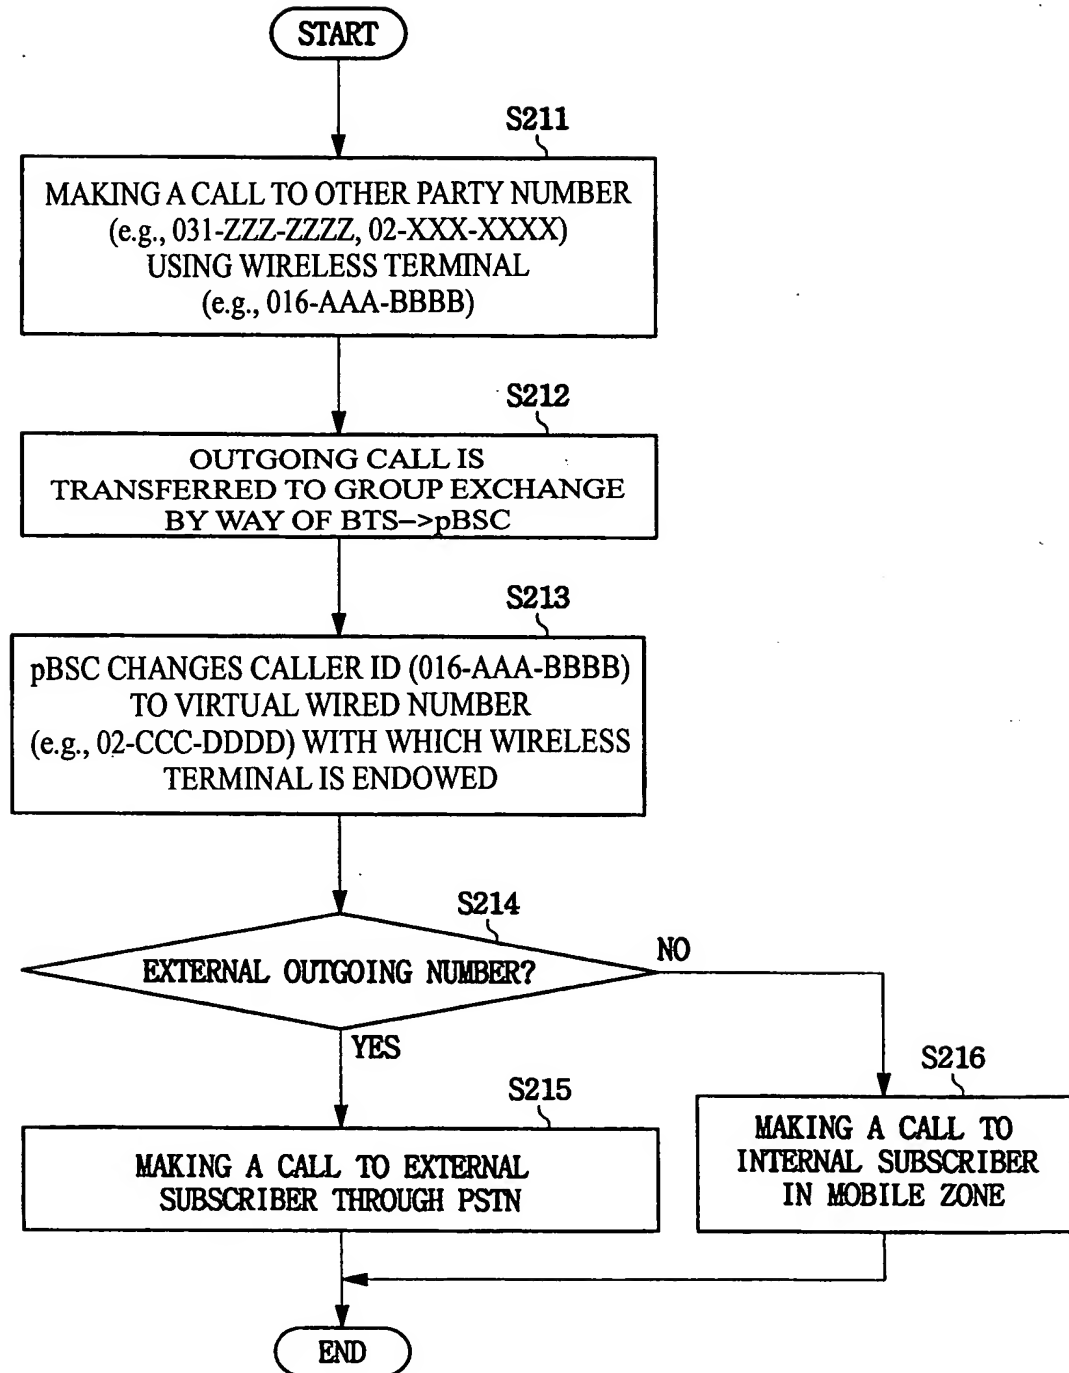 START
S211
MAKING A CALL TO OTHER PARTY NUMBER
(e.g., 031-ZZZ-ZZZZ, 02-XXX-XXXX)
USING WIRELESS TERMINAL
(e.g., 016-AAA-BBBB)
S212
OUTGOING CALL IS
TRANSFERRED TO GROUP EXCHANGE
BY WAY OF BTS–>pBSC
S213
pBSC CHANGES CALLER ID (016-AAA-BBBB)
TO VIRTUAL WIRED NUMBER
(e.g., 02-CCC-DDDD) WITH WHICH WIRELESS
TERMINAL IS ENDOWED
S214
EXTERNAL OUTGOING NUMBER?
NO
YES
S215
MAKING A CALL TO EXTERNAL
SUBSCRIBER THROUGH PSTN
S216
MAKING A CALL TO
INTERNAL SUBSCRIBER
IN MOBILE ZONE
END